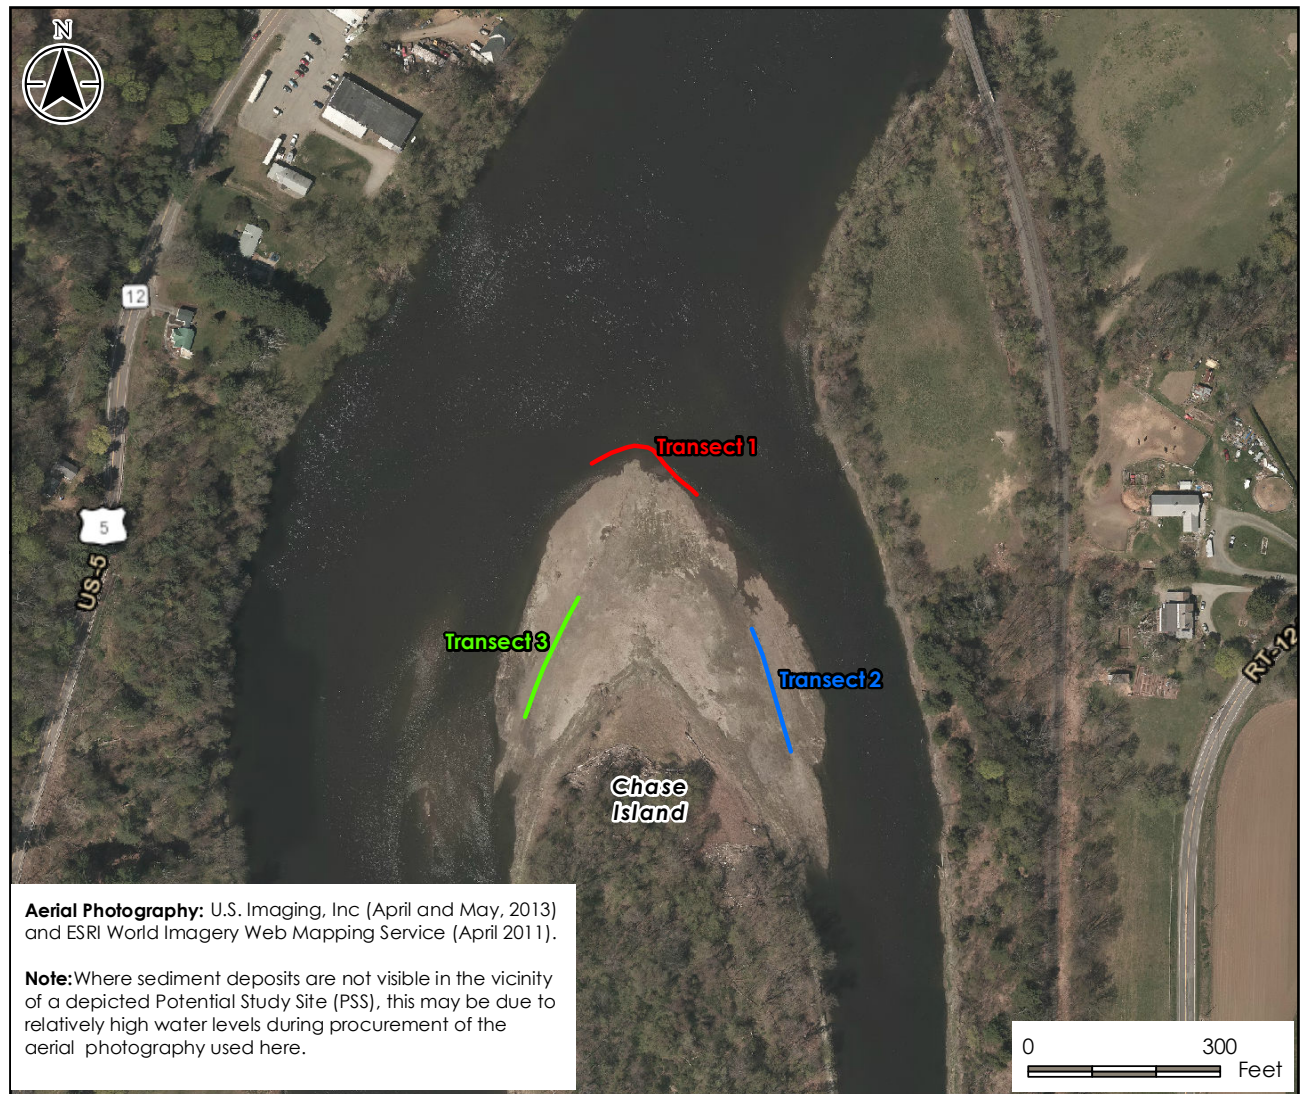 N
12
5
US-5
Transect 1
Transect 3
Transect 2
Chase
Island
RT-12
Aerial Photography: U.S. Imaging, Inc (April and May, 2013)
and ESRI World Imagery Web Mapping Service (April 2011).
Note:Where sediment deposits are not visible in the vicinity
of a depicted Potential Study Site (PSS), this may be due to
relatively high water levels during procurement of the
aerial photography used here.
0 300
Feet